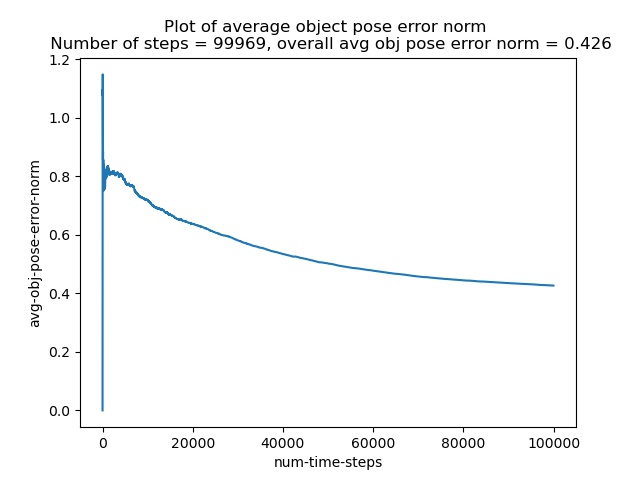 Plot of average object pose error norm
Number of steps = 99969, overall avg obj pose error norm = 0.426
1.2
1.0
0.8
0.6
0.4
0.2
0.0
avg-obj-pose-error-norm
0 20000 40000 60000 80000 100000
num-time-steps